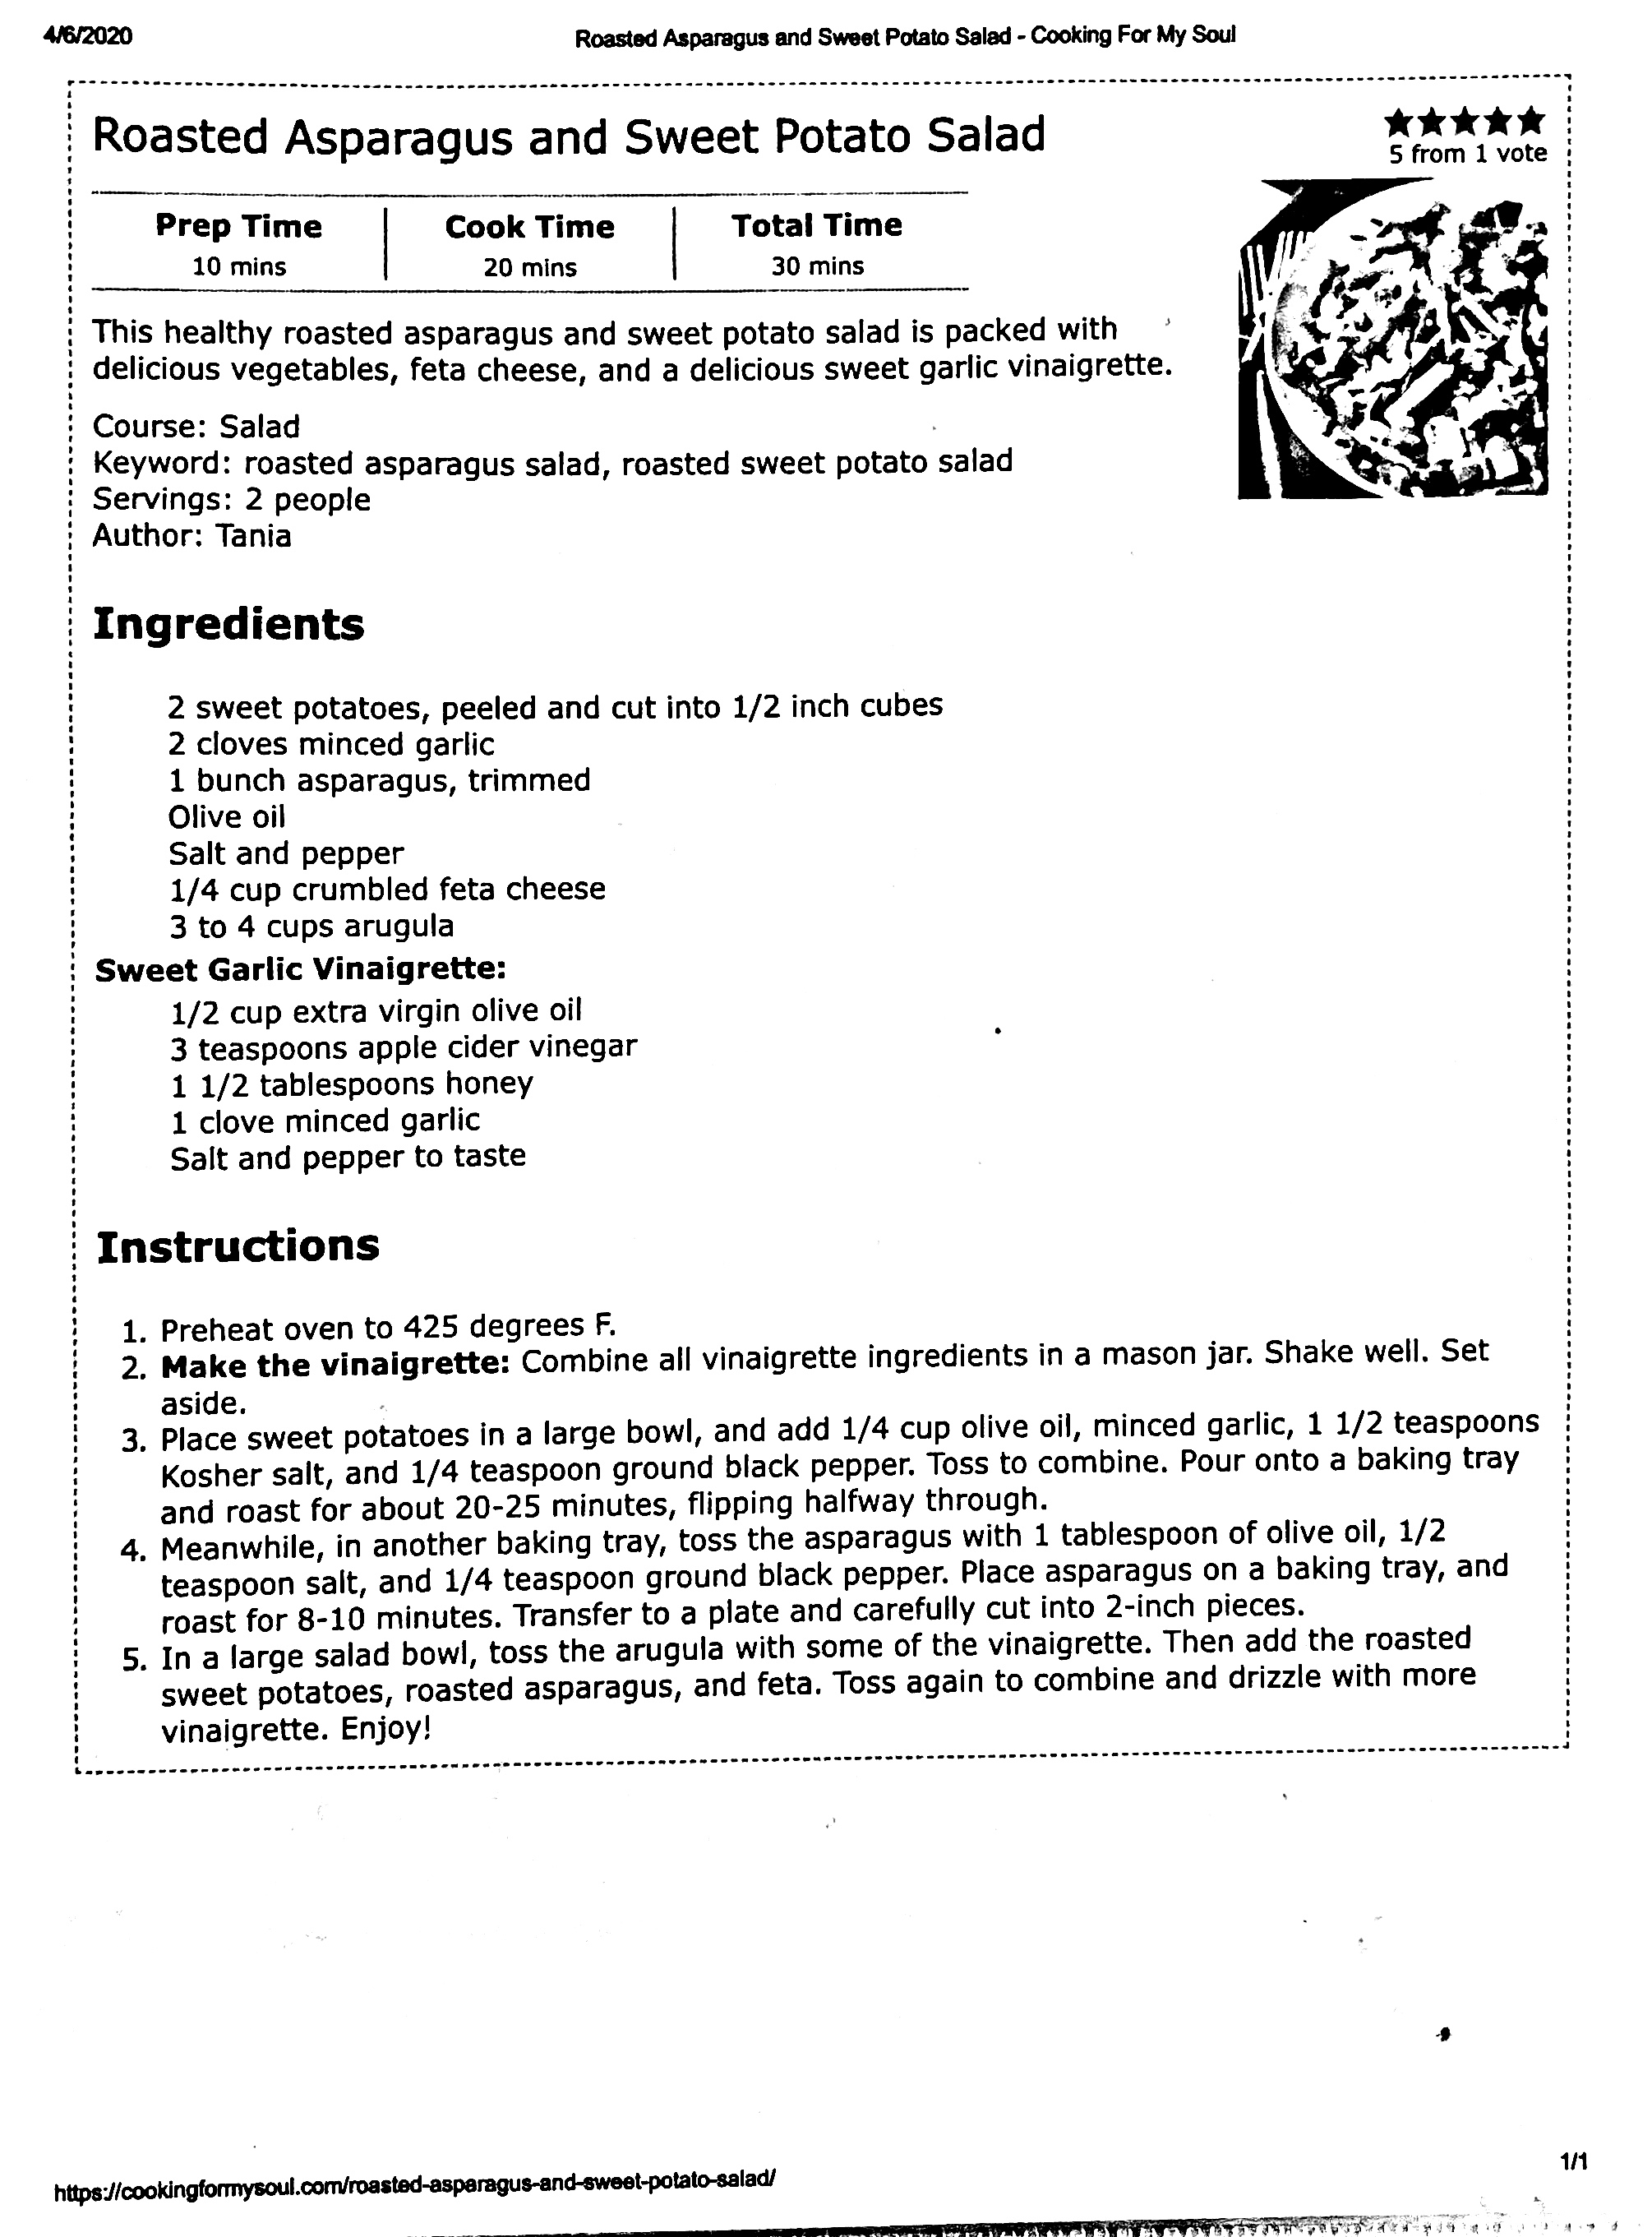 4/6/2020
Roasted Asparagus and Sweet Potato Salad - Cooking For My Soul
Roasted Asparagus and Sweet Potato Salad
5 from 1 vote
Prep Time
10 mins
Cook Time
20 mins
Total Time
30 mins
This healthy roasted asparagus and sweet potato salad is packed with
delicious vegetables, feta cheese, and a delicious sweet garlic vinaigrette.
Course: Salad
Keyword: roasted asparagus salad, roasted sweet potato salad
Servings: 2 people
Author: Tania
Ingredients
2 sweet potatoes, peeled and cut into 1/2 inch cubes
2 cloves minced garlic
1 bunch asparagus, trimmed
Olive oil
Salt and pepper
1/4 cup crumbled feta cheese
3 to 4 cups arugula
Sweet Garlic Vinaigrette:
1/2 cup extra virgin olive oil
3 teaspoons apple cider vinegar
1 1/2 tablespoons honey
1 clove minced garlic
Salt and pepper to taste
Instructions
1. Preheat oven to 425 degrees F.
2. Make the vinaigrette: Combine all vinaigrette ingredients in a mason jar. Shake well. Set
aside.
3. Place sweet potatoes in a large bowl, and add 1/4 cup olive oil, minced garlic, 1 1/2 teaspoons
Kosher salt, and 1/4 teaspoon ground black pepper. Toss to combine. Pour onto a baking tray
and roast for about 20-25 minutes, flipping halfway through.
4. Meanwhile, in another baking tray, toss the asparagus with 1 tablespoon of olive oil, 1/2
teaspoon salt, and 1/4 teaspoon ground black pepper. Place asparagus on a baking tray, and
roast for 8-10 minutes. Transfer to a plate and carefully cut into 2-inch pieces.
5. In a large salad bowl, toss the arugula with some of the vinaigrette. Then add the roasted
sweet potatoes, roasted asparagus, and feta. Toss again to combine and drizzle with more
vinaigrette. Enjoy!
https://cookingformysoul.com/roasted-asparagus-and-sweet-potato-salad/
1/1